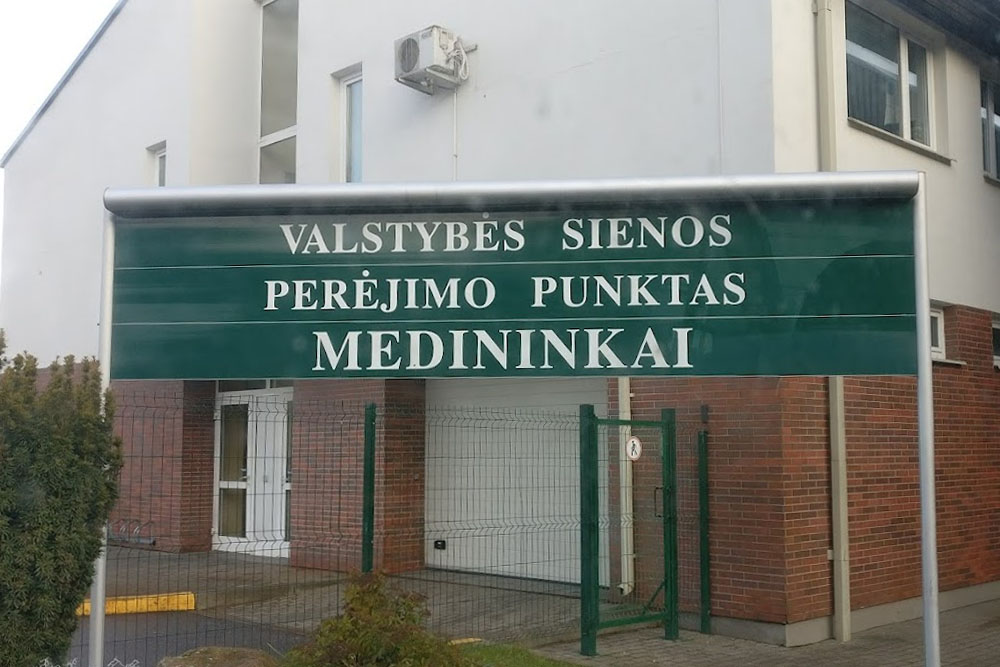 VALSTYBĖS SIENOS
PERĖJIMO PUNKTAS
MEDININKAI